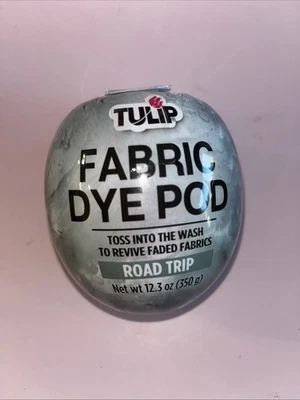 TULIP
FABRIC
DYE POD
TOSS INTO THE WASH
TO REVIVE FADED FABRICS
ROAD TRIP
Net wt 12.3 oz (350 g)